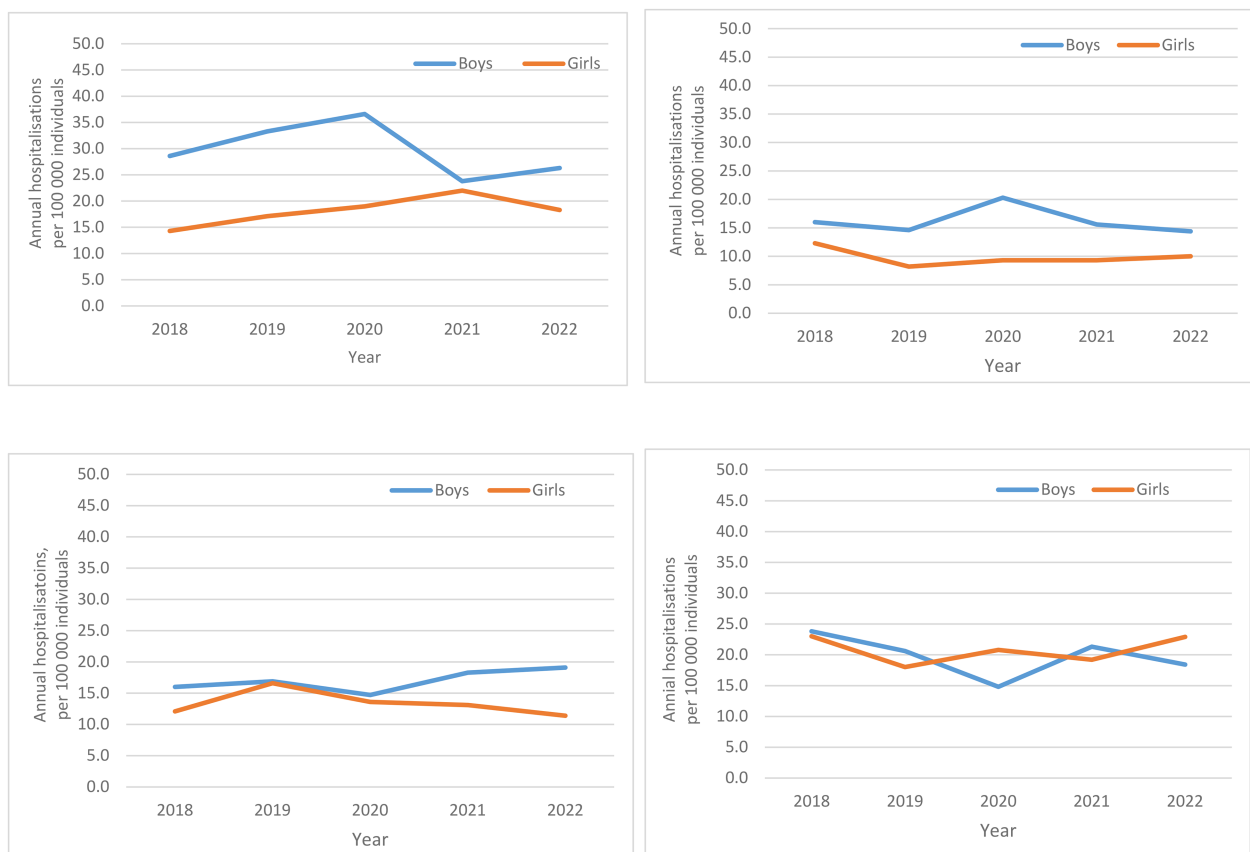 50.0
45.0
40.0
35.0
30.0
25.0
20.0
15.0
10.0
5.0
0.0
Boys Girls
Annual hospitalisations
per 100 000 individuals
2018 2019 2020 2021 2022
Year
50.0
45.0
40.0
35.0
30.0
25.0
20.0
15.0
10.0
5.0
0.0
Boys Girls
Annual hospitalisations
per 100 000 individuals
2018 2019 2020 2021 2022
Year
50.0
45.0
40.0
35.0
30.0
25.0
20.0
15.0
10.0
5.0
0.0
Boys Girls
Annual hospitalisatoins,
per 100 000 individuals
2018 2019 2020 2021 2022
Year
50.0
45.0
40.0
35.0
30.0
25.0
20.0
15.0
10.0
5.0
0.0
Boys Girls
Annial hospitalisations
per 100 000 individuals
2018 2019 2020 2021 2022
Year